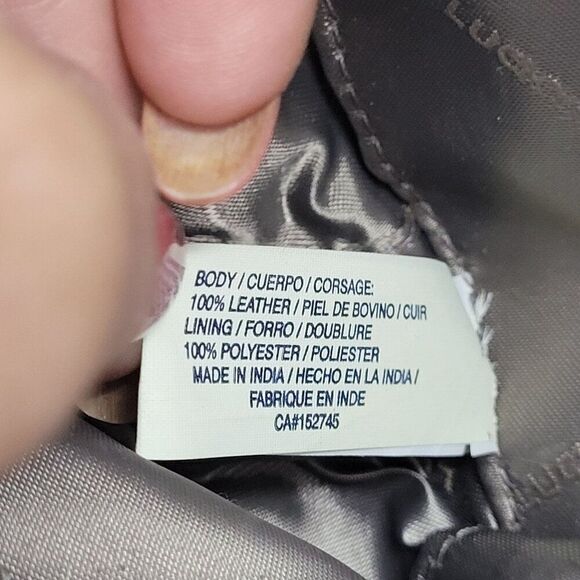 LUCKY
BODY / CUERPO / CORSAGE:
100% LEATHER / PIEL DE BOVINO / CUIR
LINING / FORRO / DOUBLURE
100% POLYESTER / POLIESTER
MADE IN INDIA / HECHO EN LA INDIA /
FABRIQUE EN INDE
CA#152745